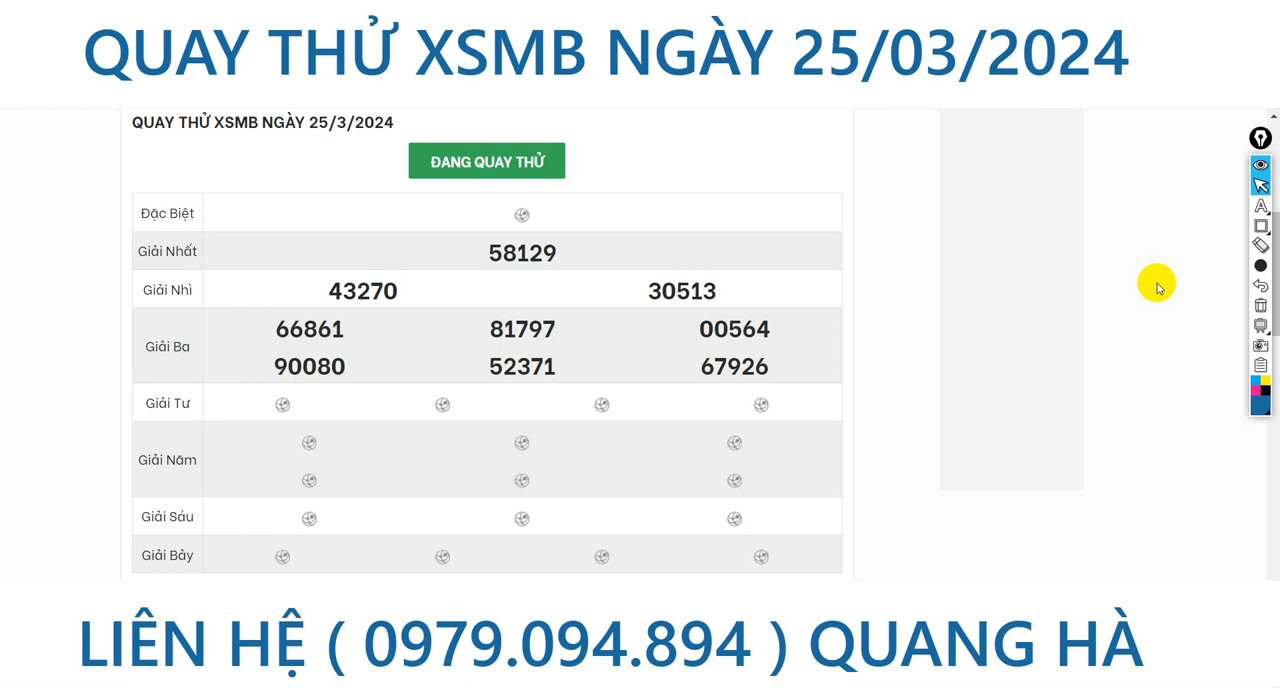 QUAY THỬ XSMB NGÀY 25/03/2024
QUAY THỬ XSMB NGÀY 25/3/2024
ĐANG QUAY THỬ
Đặc Biệt
Giải Nhất 58129
Giải Nhì 43270 30513
Giải Ba 66861 81797 00564
90080 52371 67926
Giải Tư
Giải Năm
Giải Sáu
Giải Bảy
LIÊN HỆ ( 0979.094.894 ) QUANG HÀ